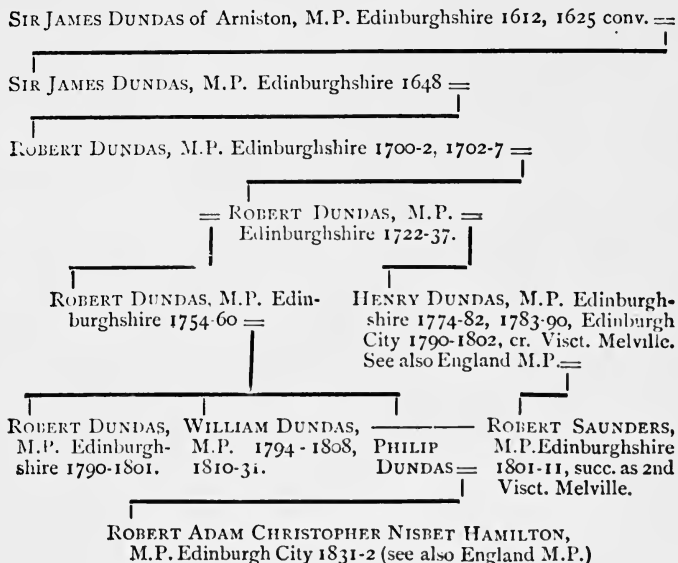 SIR JAMES DUNDAS of Arniston, M.P. Edinburghshire 1612, 1625 conv. =
SIR JAMES DUNDAS, M.P. Edinburghshire 1648 =
ROBERT DUNDAS, M.P. Edinburghshire 1700-2, 1702-7 =
= ROBERT DUNDAS, M.P. =
Edinburghshire 1722-37.
ROBERT DUNDAS, M.P. Edin-
burghshire 1754-60 =
HENRY DUNDAS, M.P. Edinburgh-
shire 1774-82, 1783-90, Edinburgh
City 1790-1802, cr. Visct. Melville.
See also England M.P. =
ROBERT DUNDAS,
M.P. Edinburgh-
shire 1790-1801.
WILLIAM DUNDAS,
M.P. 1794-1808,
1810-31.
PHILIP
DUNDAS =
ROBERT SAUNDERS,
M.P. Edinburghshire
1801-11, succ. as 2nd
Visct. Melville.
ROBERT ADAM CHRISTOPHER NISBET HAMILTON,
M.P. Edinburgh City 1831-2 (see also England M.P.)